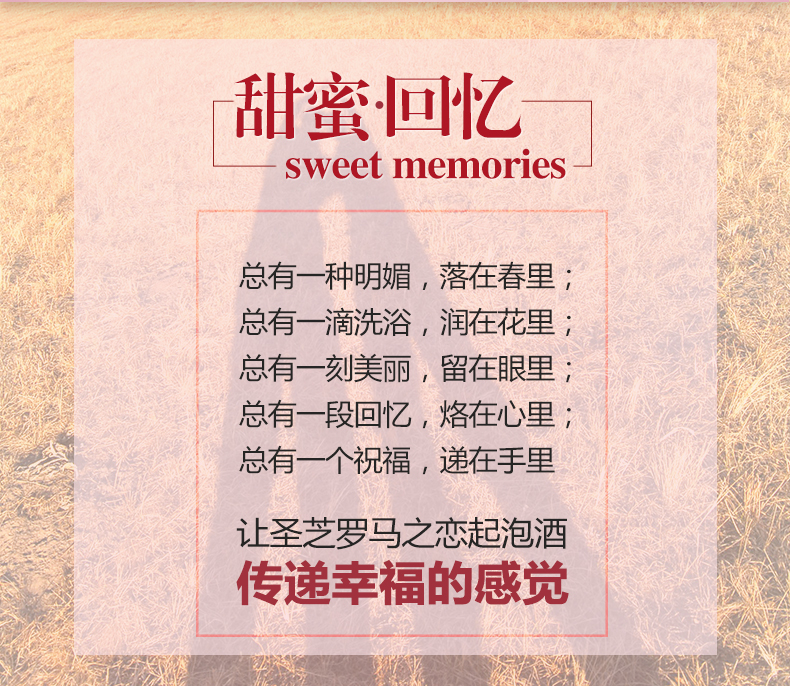 甜蜜·回忆
sweet memories
总有一种明媚，落在春里；
总有一滴洗浴，润在花里；
总有一刻美丽，留在眼里；
总有一段回忆，烙在心里；
总有一个祝福，递在手里
让圣芝罗马之恋起泡酒
传递幸福的感觉